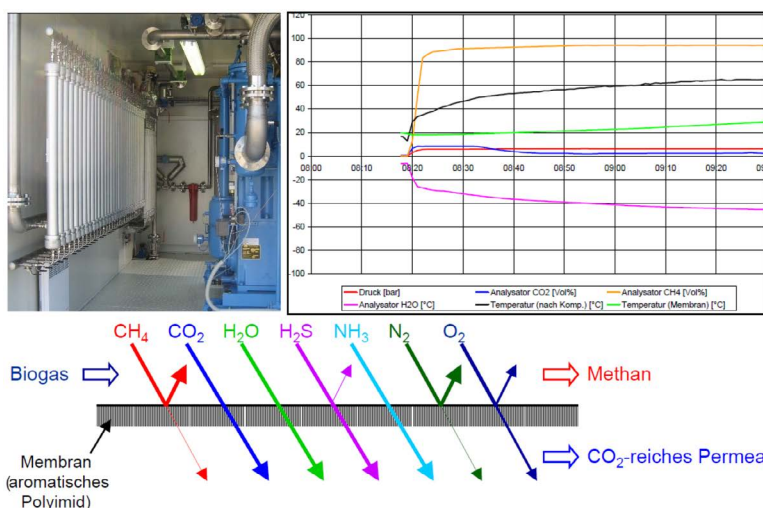 120
100
80
60
40
20
0
-20
-40
-60
-80
-100
08:00 08:10 08:20 08:30 08:40 08:50 09:00 09:10 09:20 09:
Druck [bar] Analysator CO2 [Vol%] Analysator CH4 [Vol%]
Analysator H2O [°C] Temperatur (nach Komp.) [°C] Temperatur (Membran) [°C]
CH₄ CO₂ H₂O H₂S NH₃ N₂ O₂
Biogas Methan
Membran
(aromatisches
Polyimid)
CO₂-reiches Permea